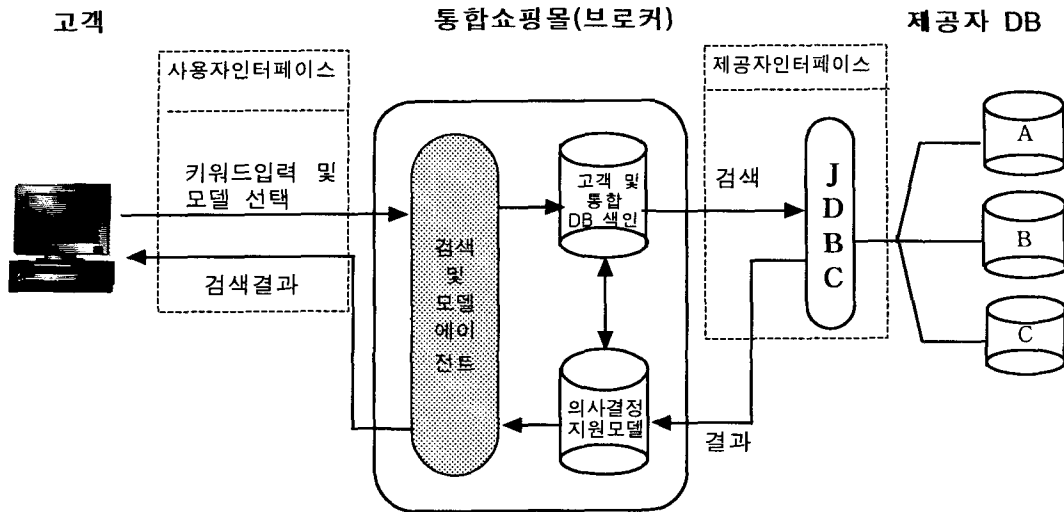 고객
통합쇼핑몰(브로커)
제공자 DB
사용자인터페이스
제공자인터페이스
키워드입력 및
모델 선택
검색결과
검색
및
모델
에이
전트
고객 및
통합
DB 색인
의사결정
지원모델
검색
결과
J
D
B
C
A
B
C